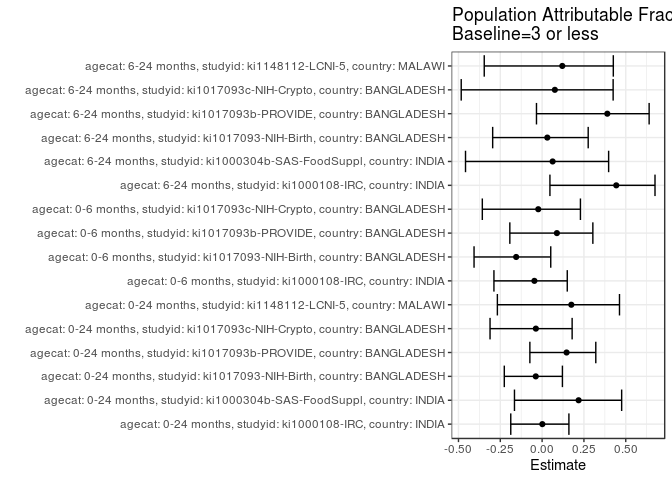 Population Attributable Frac
Baseline=3 or less
agecat: 6-24 months, studyid: ki1148112-LCNI-5, country: MALAWI
agecat: 6-24 months, studyid: ki1017093c-NIH-Crypto, country: BANGLADESH
agecat: 6-24 months, studyid: ki1017093b-PROVIDE, country: BANGLADESH
agecat: 6-24 months, studyid: ki1017093-NIH-Birth, country: BANGLADESH
agecat: 6-24 months, studyid: ki1000304b-SAS-FoodSuppl, country: INDIA
agecat: 6-24 months, studyid: ki1000108-IRC, country: INDIA
agecat: 0-6 months, studyid: ki1017093c-NIH-Crypto, country: BANGLADESH
agecat: 0-6 months, studyid: ki1017093b-PROVIDE, country: BANGLADESH
agecat: 0-6 months, studyid: ki1017093-NIH-Birth, country: BANGLADESH
agecat: 0-6 months, studyid: ki1000108-IRC, country: INDIA
agecat: 0-24 months, studyid: ki1148112-LCNI-5, country: MALAWI
agecat: 0-24 months, studyid: ki1017093c-NIH-Crypto, country: BANGLADESH
agecat: 0-24 months, studyid: ki1017093b-PROVIDE, country: BANGLADESH
agecat: 0-24 months, studyid: ki1017093-NIH-Birth, country: BANGLADESH
agecat: 0-24 months, studyid: ki1000304b-SAS-FoodSuppl, country: INDIA
agecat: 0-24 months, studyid: ki1000108-IRC, country: INDIA
-0.50 -0.25 0.00 0.25 0.50
Estimate